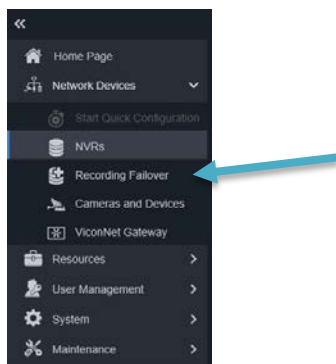 Home Page
Network Devices
Start Quick Configuration
NVRs
Recording Failover
Cameras and Devices
ViconNet Gateway
Resources
User Management
System
Maintenance